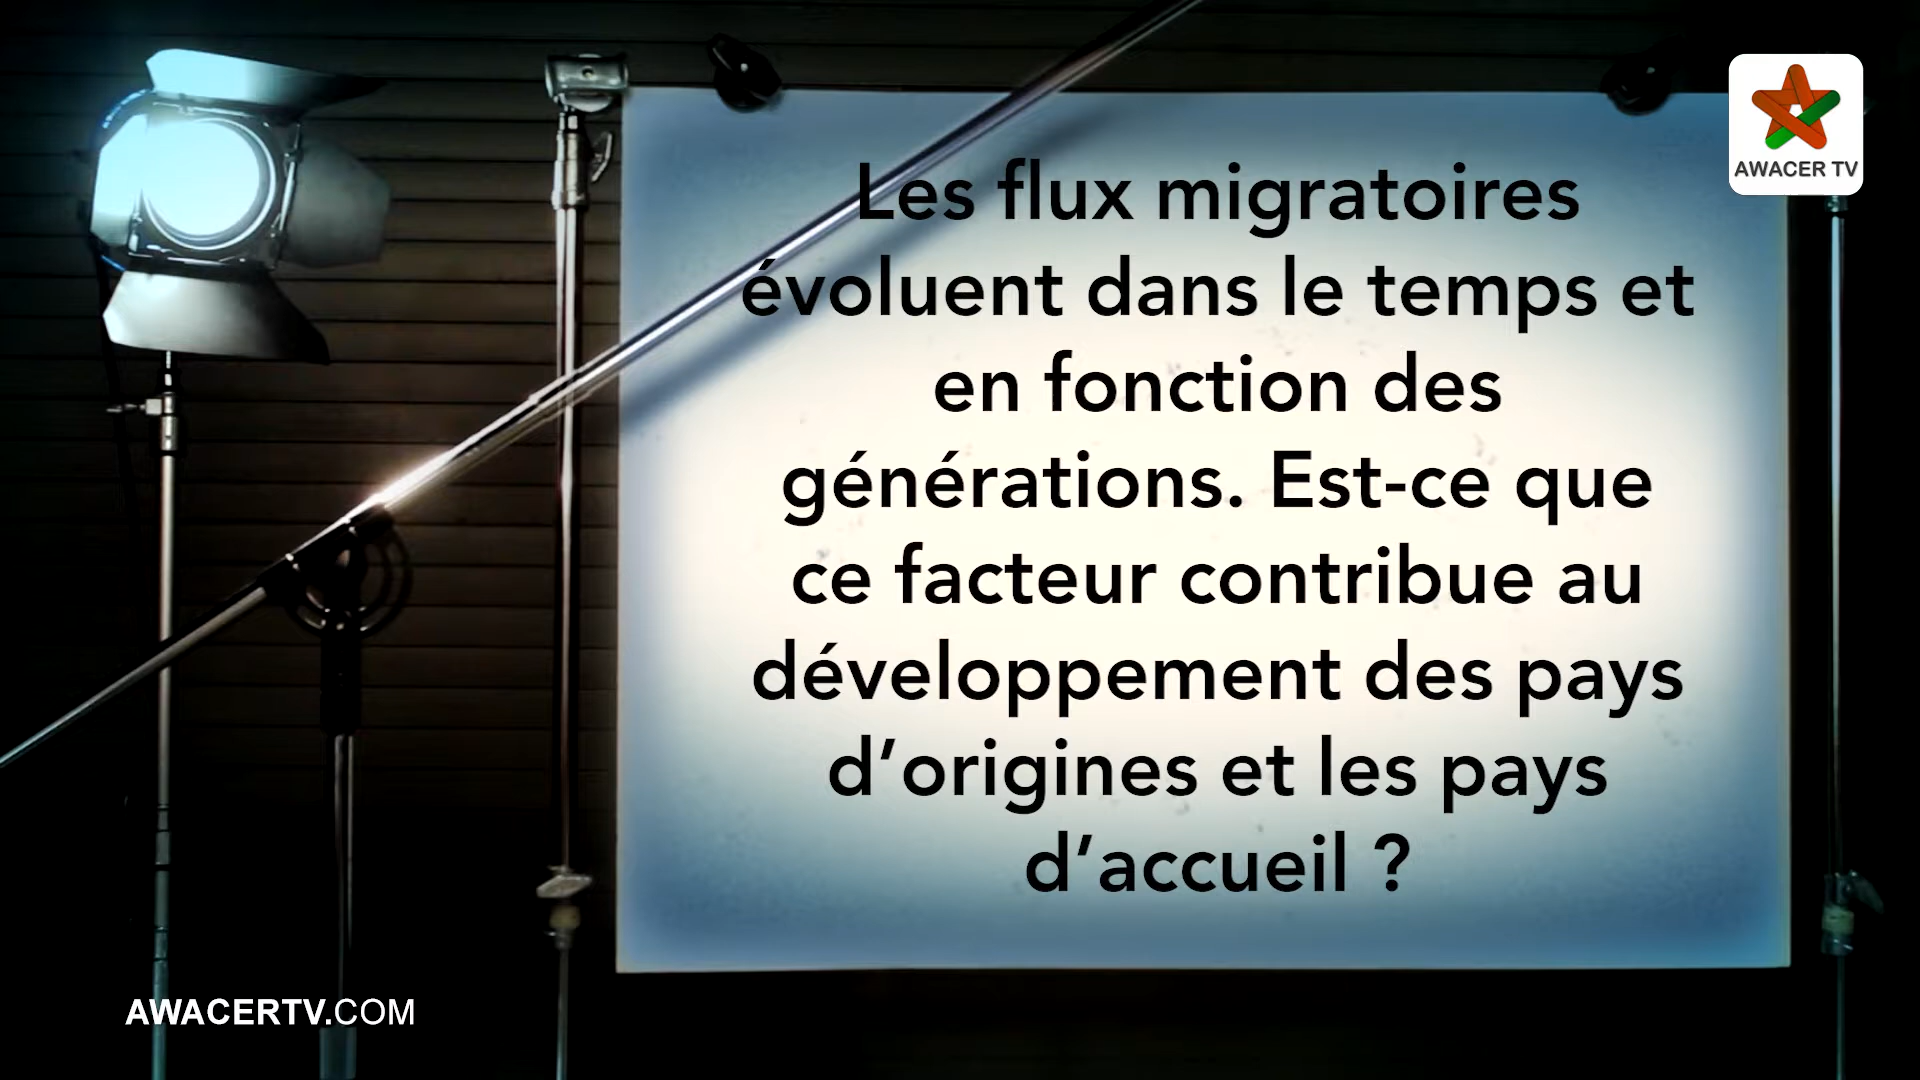 AWACER TV
Les flux migratoires
évoluent dans le temps et
en fonction des
générations. Est-ce que
ce facteur contribue au
développement des pays
d’origines et les pays
d’accueil ?
AWACERTV.COM